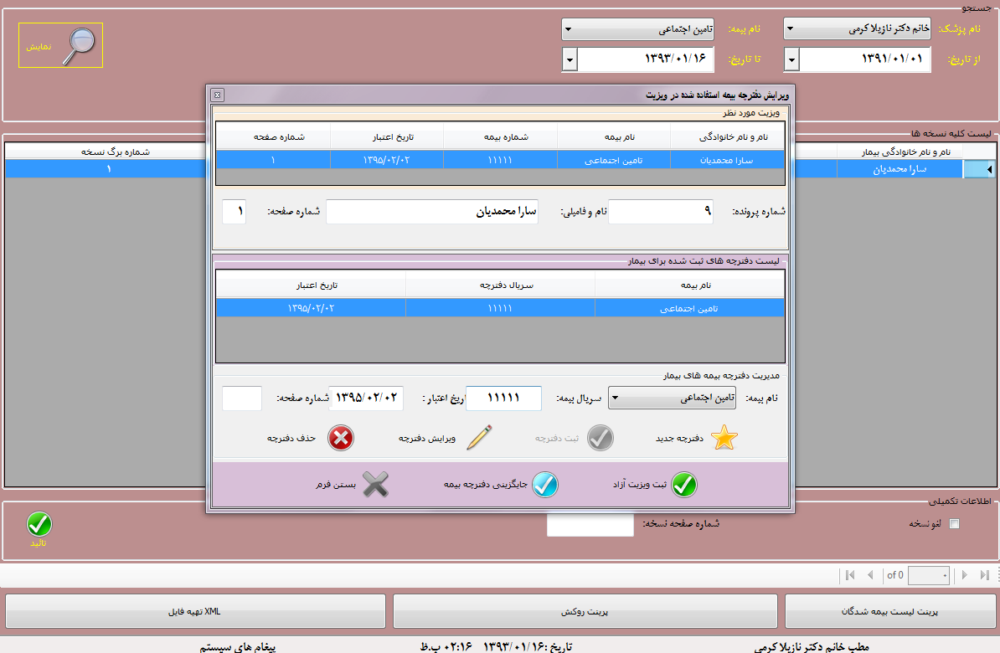 جستجو
نام پزشک: خانم دکتر نازیلا کرمی نام بیمه: تامین اجتماعی
از تاریخ: ۱۳۹۱/۰۱/۰۱ تا تاریخ: ۱۳۹۳/۰۱/۱۶
نمایش
ویرایش دفترچه بیمه استفاده شده در ویزیت
ویزیت مورد نظر
نام و نام خانوادگی نام بیمه شماره بیمه تاریخ اعتبار شماره صفحه
سارا محمدیان تامین اجتماعی ۱۱۱۱۱ ۱۳۹۵/۰۲/۰۲ ۱
شماره پرونده: ۹ نام و فامیلی: سارا محمدیان شماره صفحه: ۱
لیست دفترچه های ثبت شده برای بیمار
نام بیمه سریال دفترچه تاریخ اعتبار
تامین اجتماعی ۱۱۱۱۱ ۱۳۹۵/۰۲/۰۲
مدیریت دفترچه بیمه های بیمار
نام بیمه: تامین اجتماعی سریال بیمه: ۱۱۱۱۱ اریخ اعتبار : ۱۳۹۵/۰۲/۰۲ شماره صفحه:
دفترچه جدید ثبت دفترچه ویرایش دفترچه حذف دفترچه
ثبت ویزیت آزاد جایگزینی دفترچه بیمه بستن فرم
لیست کلیه نسخه ها
نام و نام خانوادگی بیمار شماره برگ نسخه
سارا محمدیان ۱
اطلاعات تکمیلی
لغو نسخه شماره صفحه نسخه:
تائید
of 0
پرینت لیست بیمه شدگان پرینت روکش تهیه فایل XML
مطب خانم دکتر نازیلا کرمی تاریخ :۱۳۹۳/۰۱/۱۶ ۰۲:۱۶ ب.ظ پیغام های سیستم